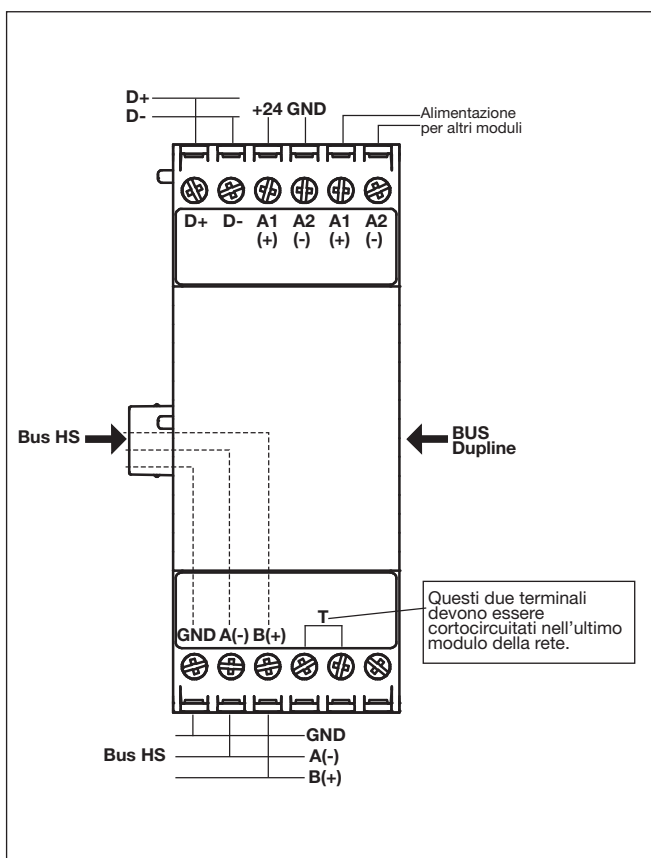 D+
D-
+24 GND
Alimentazione
per altri moduli
D+ D- A1 A2 A1 A2
(+) (-) (+) (-)
Bus HS
BUS
Dupline
Questi due terminali
devono essere
cortocircuitati nell'ultimo
modulo della rete.
T
GND A(-) B(+)
GND
Bus HS
A(-)
B(+)